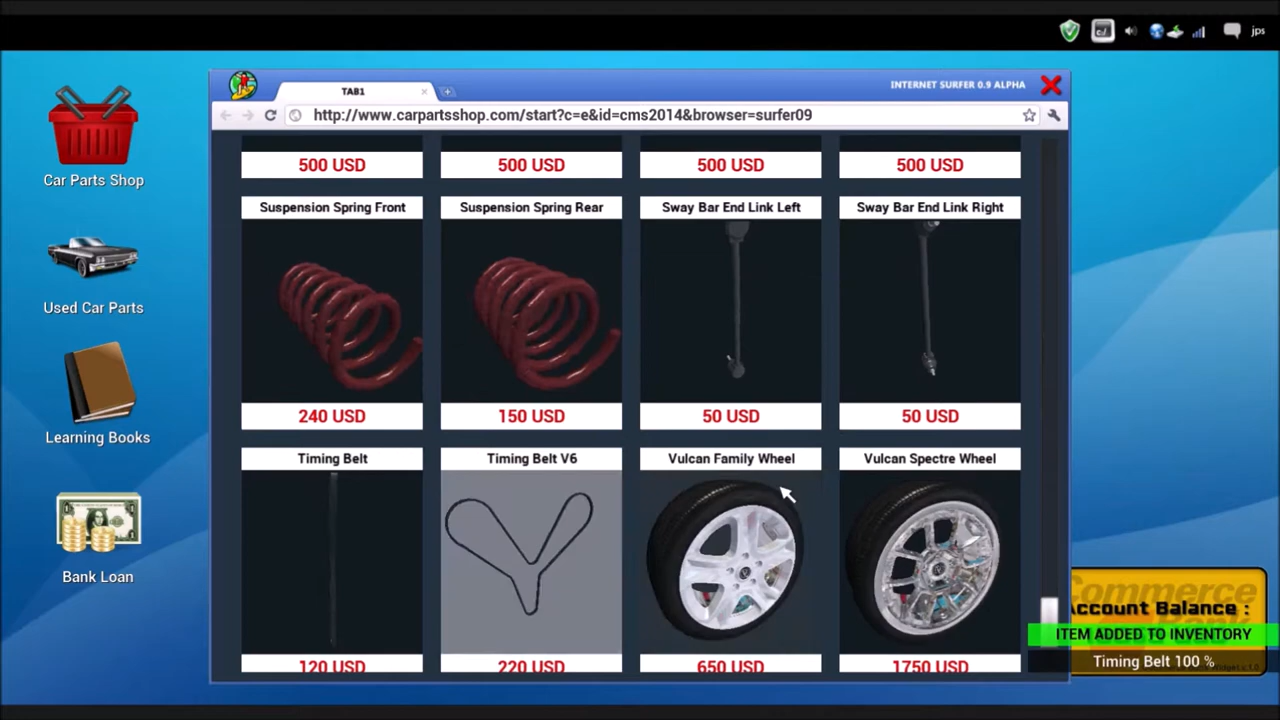 jps
TAB1
INTERNET SURFER 0.9 ALPHA
http://www.carpartsshop.com/start?c=e&id=cms2014&browser=surfer09
Car Parts Shop
Used Car Parts
Learning Books
Bank Loan
500 USD 500 USD 500 USD 500 USD
Suspension Spring Front Suspension Spring Rear Sway Bar End Link Left Sway Bar End Link Right
240 USD 150 USD 50 USD 50 USD
Timing Belt Timing Belt V6 Vulcan Family Wheel Vulcan Spectre Wheel
120 USD 220 USD 650 USD 1750 USD
Commerce
Account Balance :
ITEM ADDED TO INVENTORY
Timing Belt 100 %